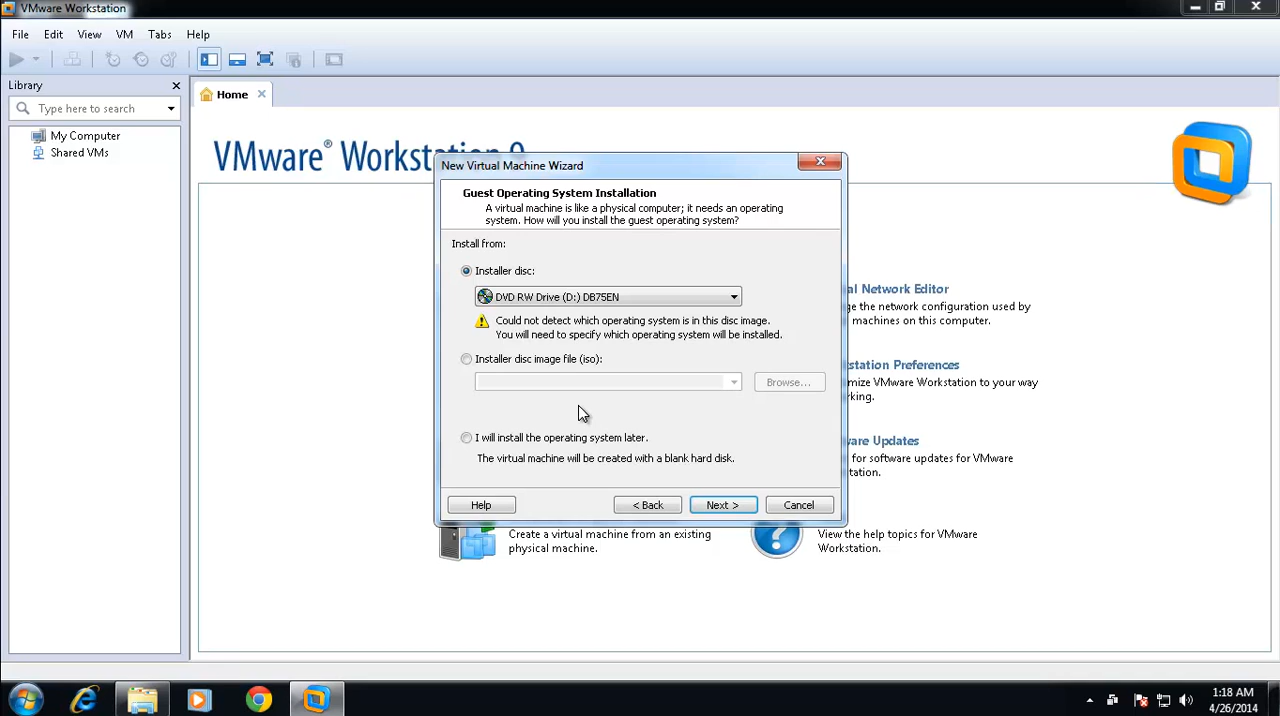 VMware Workstation
File Edit View VM Tabs Help
Library
Type here to search
My Computer
Shared VMs
Home
VMware® Workstation 9
New Virtual Machine Wizard
Guest Operating System Installation
A virtual machine is like a physical computer; it needs an operating
system. How will you install the guest operating system?
Install from:
Installer disc:
DVD RW Drive (D:) DB75EN
Could not detect which operating system is in this disc image.
You will need to specify which operating system will be installed.
Installer disc image file (iso):
Browse...
I will install the operating system later.
The virtual machine will be created with a blank hard disk.
Help < Back Next > Cancel
al Network Editor
e the network configuration used by
machines on this computer.
station Preferences
mize VMware Workstation to your way
rking.
ware Updates
for software updates for VMware
station.
Create a virtual machine from an existing
physical machine.
View the help topics for VMware
Workstation.
1:18 AM
4/26/2014